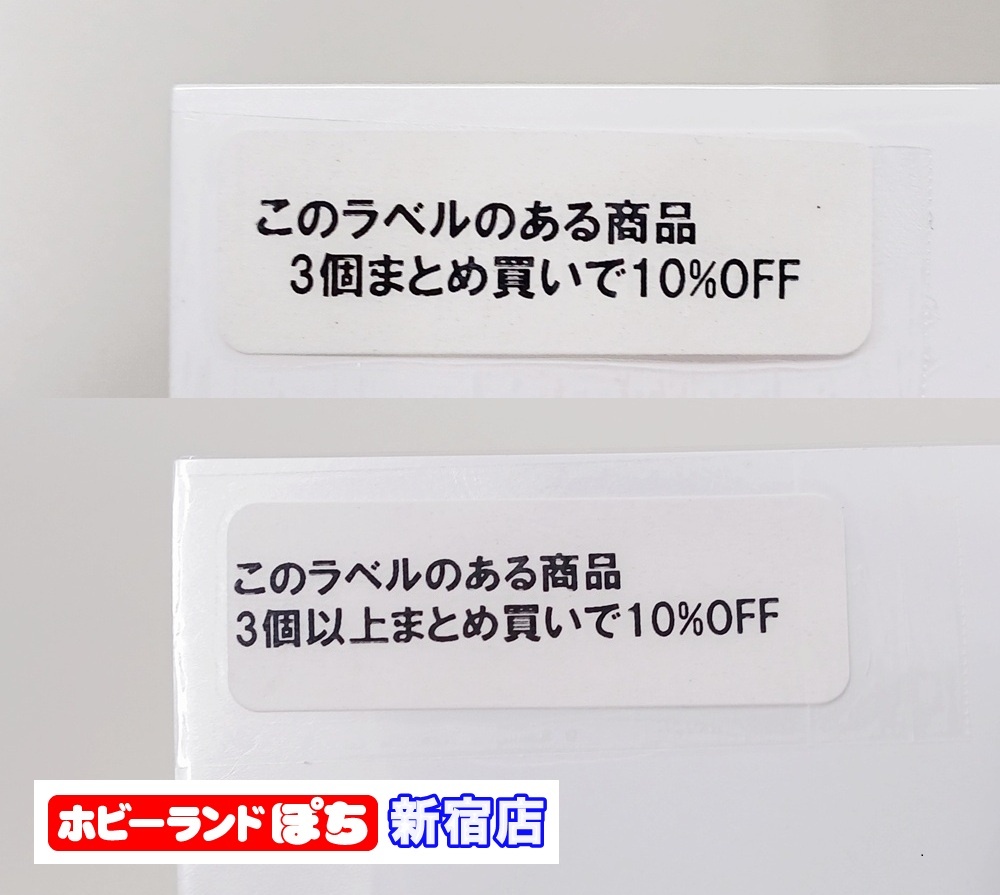 このラベルのある商品
3個まとめ買いで10%OFF
このラベルのある商品
3個以上まとめ買いで10%OFF
ホビーランドぽち 新宿店